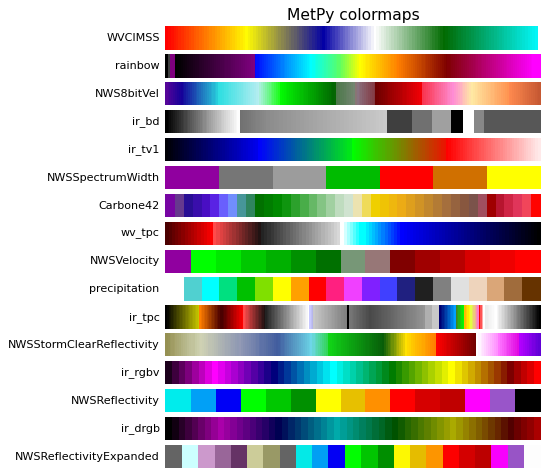 MetPy colormaps
WVCIMSS
rainbow
NWS8bitVel
ir_bd
ir_tv1
NWSSpectrumWidth
Carbone42
wv_tpc
NWSVelocity
precipitation
ir_tpc
NWSStormClearReflectivity
ir_rgbv
NWSReflectivity
ir_drgb
NWSReflectivityExpanded